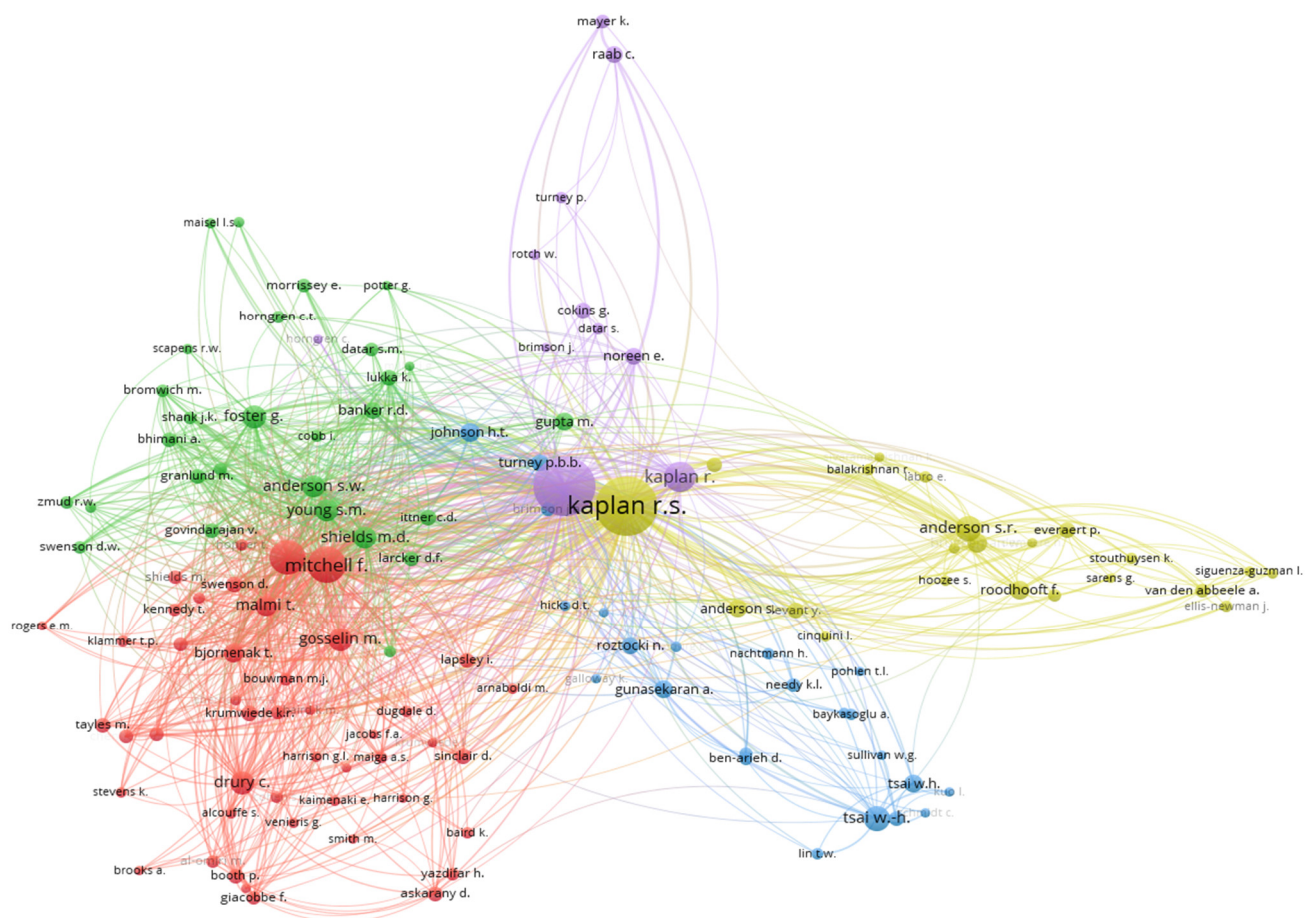 mayer k.
raab c.
turney p.
maisel l.s.
rotch w.
morrissey e.
potter g.
cokins g.
horngren c.t.
datar s.
horngren c.
scapens r.w.
datar s.m.
brimson j.
noreen e.
lukka k.
bromwich m.
shank j.k.
foster g.
banker r.d.
gupta m.
cobb i.
johnson h.t.
bhimani a.
turney p.b.b.
granlund m.
kaplan r.
balakrishnan r.
labro e.
anderson s.w.
zmud r.w.
young s.m.
brimson
kaplan r.s.
ittner c.d.
govindarajan v.
shields m.d.
anderson s.r.
everaert p.
swenson d.w.
larcker d.f.
mitchell f.
stouthuysen k.
siguenza-guzman l.
shields m.
swenson d.
hoozee s.
sarens g.
roodhooft f.
van den abbeele a.
kennedy t.
malmi t.
hicks d.t.
anderson s.
levant y.
ellis-newman j.
rogers e.m.
klammer t.p.
gosselin m.
cinquini l.
bjornenak t.
lapsley i.
roztocki n.
nachtmann h.
bouwman m.j.
arnaboldi m.
galloway k.
gunasekaran a.
needy k.l.
pohlen t.l.
krumwiede k.r.
dugdale d.
baykasoglu a.
tayles m.
jacobs f.a.
harrison g.l.
maiga a.s.
sinclair d.
ben-arieh d.
sullivan w.g.
stevens k.
drury c.
tsai w.h.
kaimenaki e.
harrison g.
alcouffe s.
venieris g.
tsai w.-h.
smith m.
baird k.
lin t.w.
al-omiri m.
brooks a.
booth p.
yazdifar h.
giacobbe f.
askarany d.